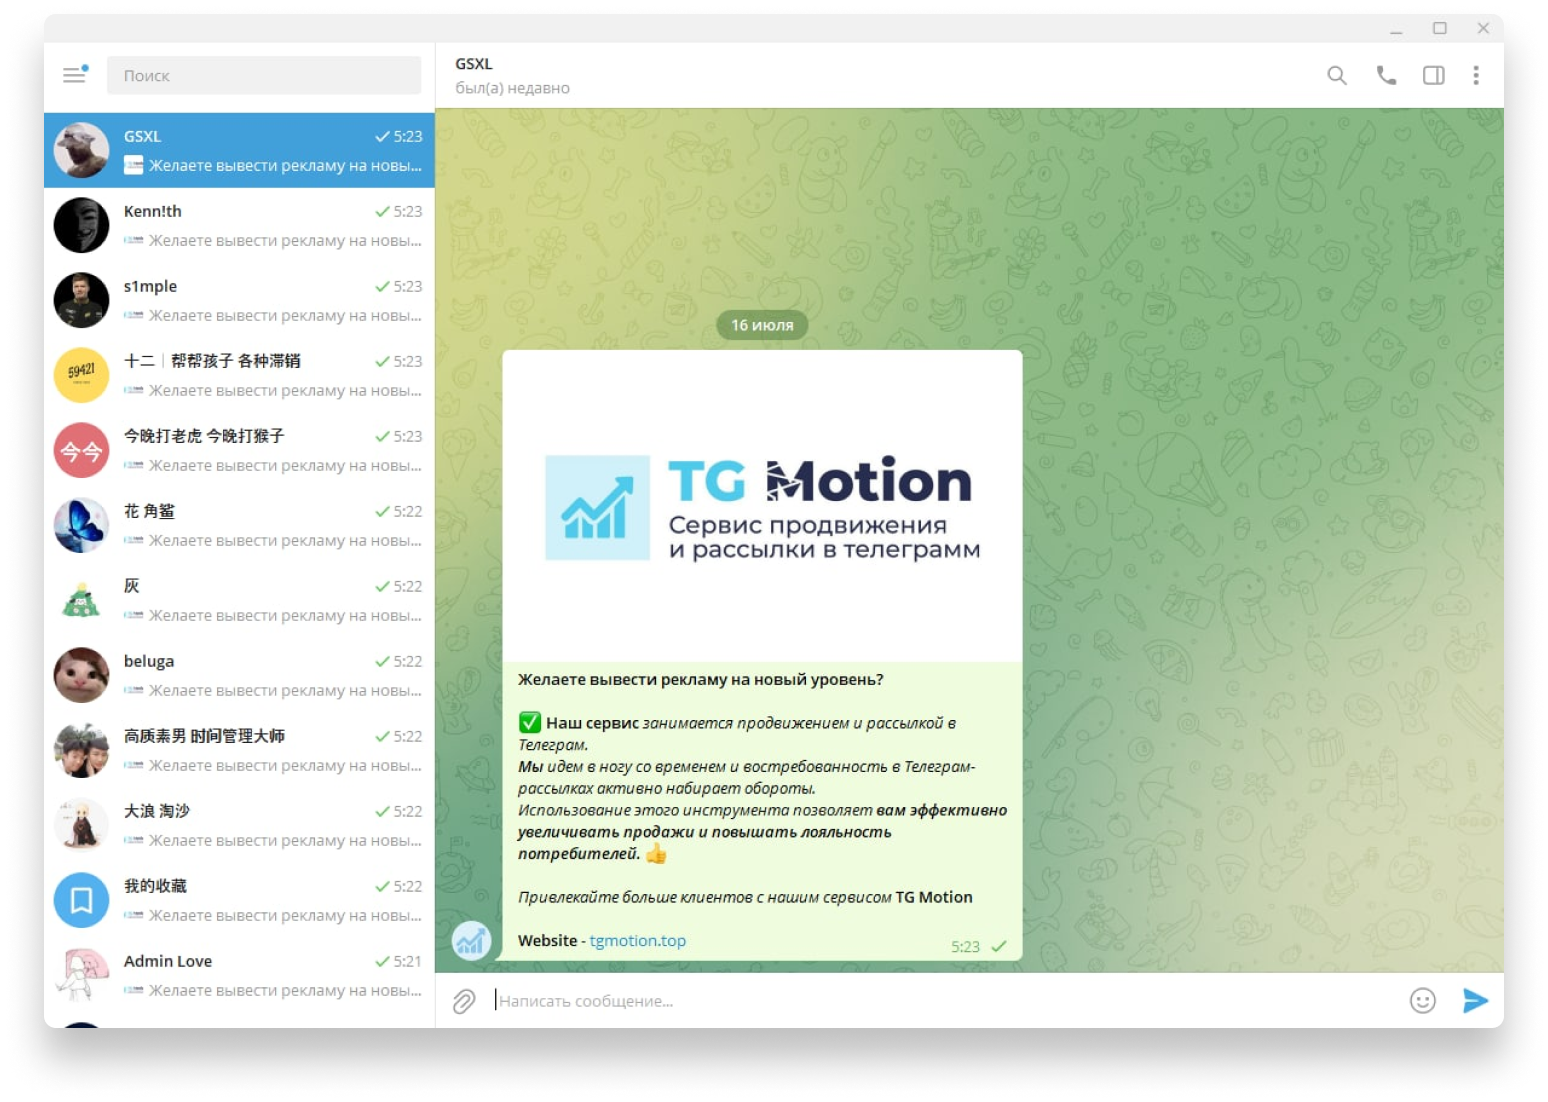 Поиск
GSXL
5:23
Желаете вывести рекламу на новы...
Kenn!th
5:23
Желаете вывести рекламу на новы...
s1mple
5:23
Желаете вывести рекламу на новы...
十二｜帮帮孩子 各种滞销
5:23
Желаете вывести рекламу на новы...
59421
今今
今晚打老虎 今晚打猴子
5:23
Желаете вывести рекламу на новы...
花 角鲨
5:22
Желаете вывести рекламу на новы...
灰
5:22
Желаете вывести рекламу на новы...
beluga
5:22
Желаете вывести рекламу на новы...
高质素男 时间管理大师
5:22
Желаете вывести рекламу на новы...
大浪 淘沙
5:22
Желаете вывести рекламу на новы...
我的收藏
5:22
Желаете вывести рекламу на новы...
Admin Love
5:21
Желаете вывести рекламу на новы...
GSXL
был(а) недавно
16 июля
TG Motion
Сервис продвижения
и рассылки в телеграмм
Желаете вывести рекламу на новый уровень?
✅ Наш сервис занимается продвижением и рассылкой в
Телеграм.
Мы идем в ногу со временем и востребованность в Телеграм-
рассылках активно набирает обороты.
Использование этого инструмента позволяет вам эффективно
увеличивать продажи и повышать лояльность
потребителей. 👍
Привлекайте больше клиентов с нашим сервисом TG Motion
Website - tgmotion.top
5:23
Написать сообщение...